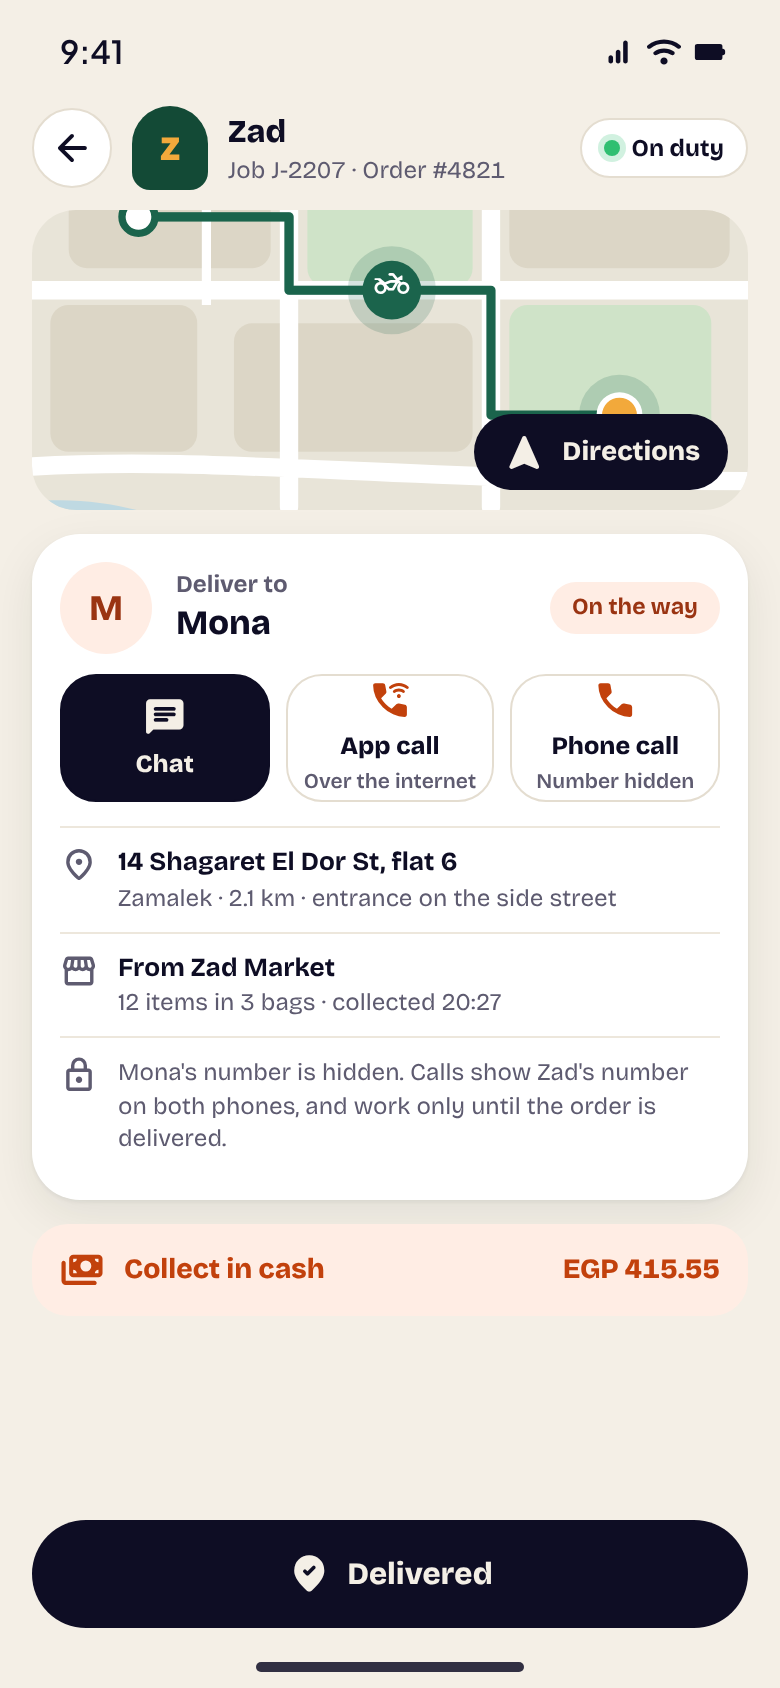 9:41
Z
Zad
Job J-2207 · Order #4821
On duty
Directions
M
Deliver to
Mona
On the way
Chat
App call
Over the internet
Phone call
Number hidden
14 Shagaret El Dor St, flat 6
Zamalek · 2.1 km · entrance on the side street
From Zad Market
12 items in 3 bags · collected 20:27
Mona's number is hidden. Calls show Zad's number
on both phones, and work only until the order is
delivered.
Collect in cash
EGP 415.55
Delivered